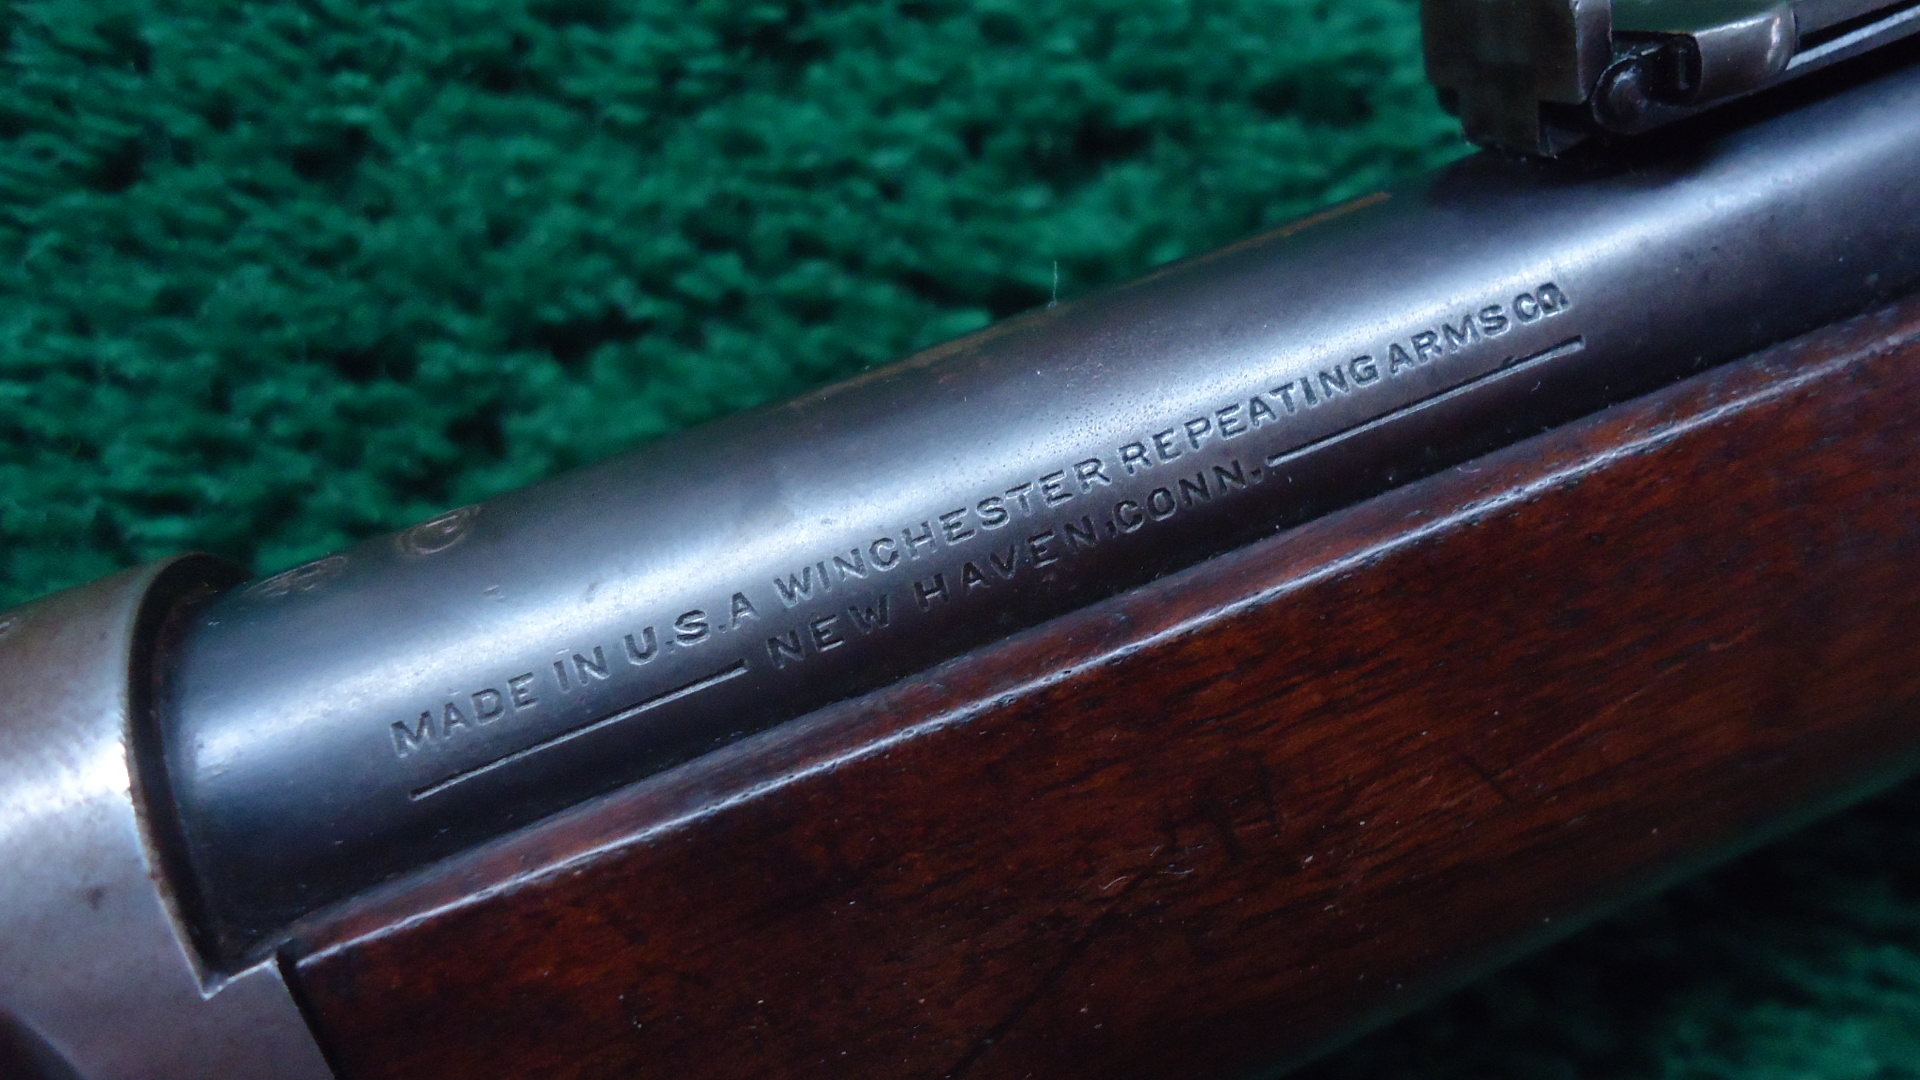 MADE IN U.S.A WINCHESTER REPEATING ARMS CO.
NEW HAVEN, CONN.